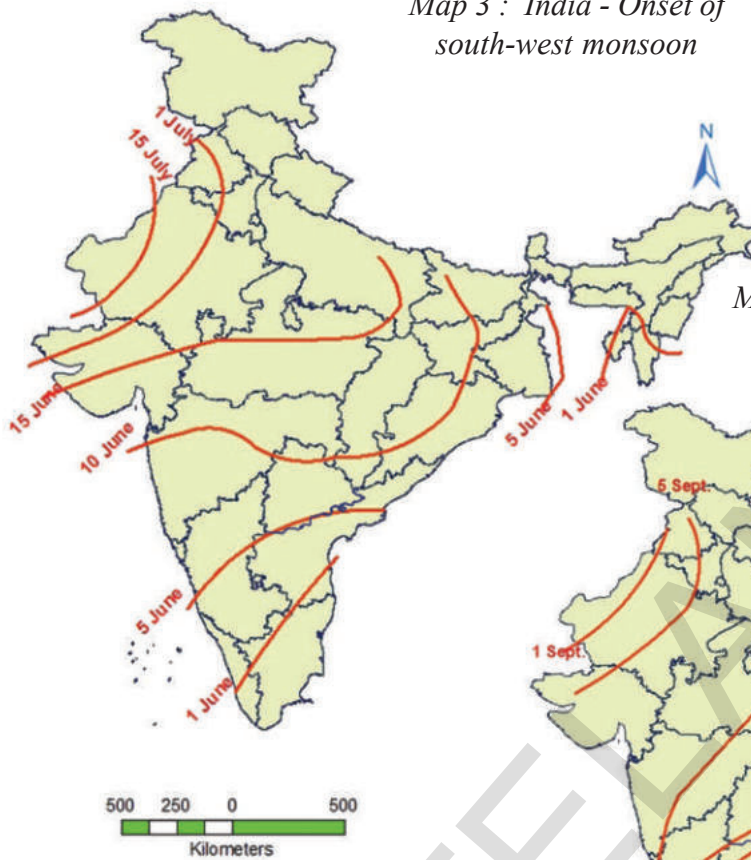 Map 3 : India - Onset of
south-west monsoon
1 July
15 July
N
M
15 June
10 June
5 June
1 June
5 June
1 June
5 Sept.
1 Sept.
500 250 0 500
Kilometers